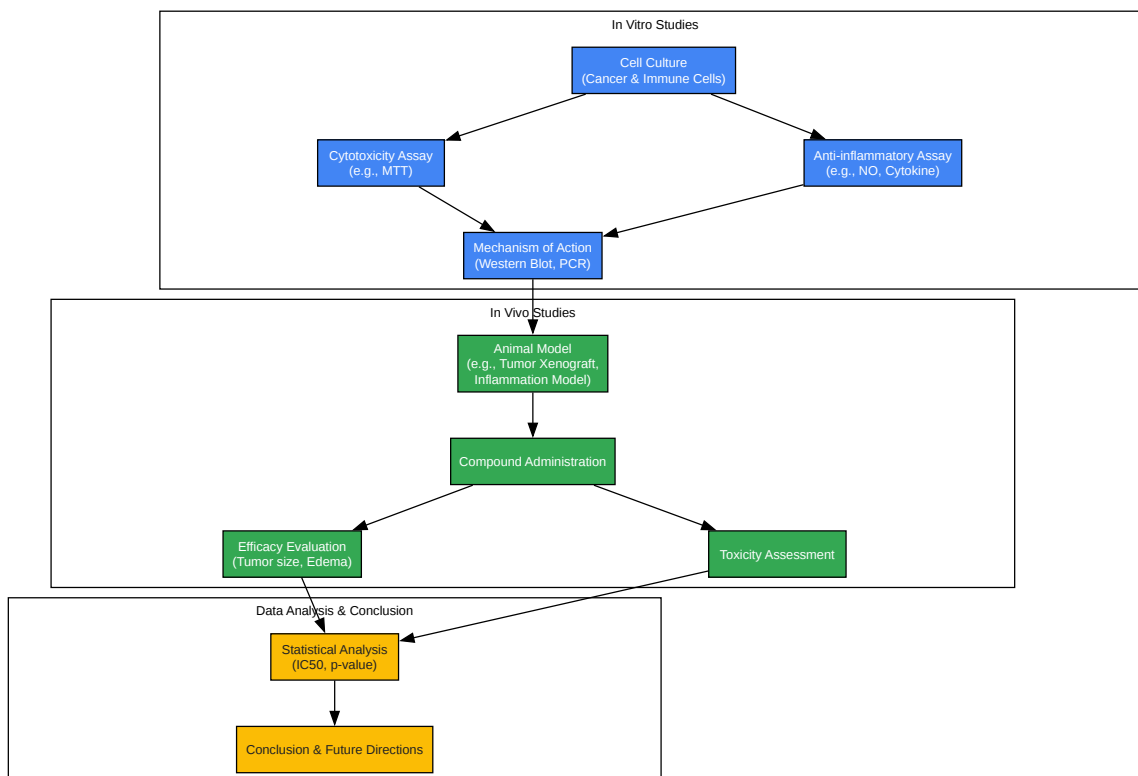 In Vitro Studies
Cell Culture
(Cancer & Immune Cells)
Cytotoxicity Assay
(e.g., MTT)
Anti-inflammatory Assay
(e.g., NO, Cytokine)
Mechanism of Action
(Western Blot, PCR)
In Vivo Studies
Animal Model
(e.g., Tumor Xenograft,
Inflammation Model)
Compound Administration
Efficacy Evaluation
(Tumor size, Edema)
Toxicity Assessment
Data Analysis & Conclusion
Statistical Analysis
(IC50, p-value)
Conclusion & Future Directions